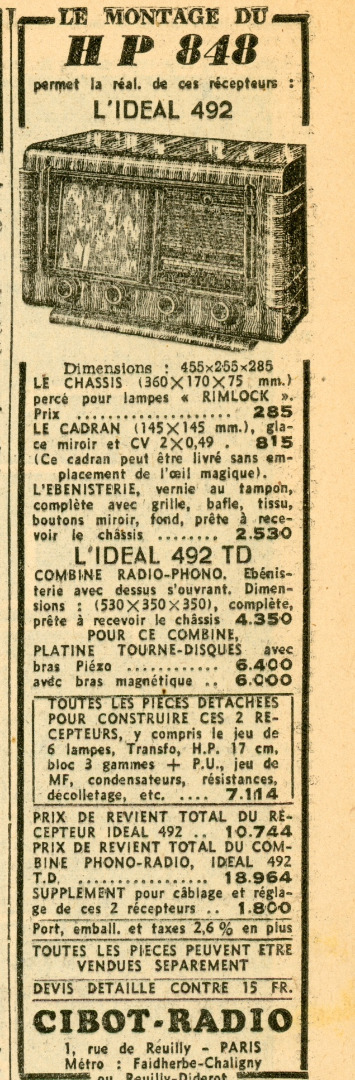 LE MONTAGE DU
HP 848
permet la réal. de ces récepteurs :
L'IDEAL 492
Dimensions : 455×255×285
LE CHASSIS (360×170×75 mm.)
percé pour lampes « RIMLOCK ».
Prix .................. 285
LE CADRAN (145×145 mm.), gla-
ce miroir et CV 2×0,49 . 815
(Ce cadran peut être livré sans em-
placement de l'œil magique).
L'EBENISTERIE, vernie au tampon,
complète avec grille, bafle, tissu,
boutons miroir, fond, prête à rece-
voir le châssis ........ 2.530
L'IDEAL 492 TD
COMBINE RADIO-PHONO. Ebénis-
terie avec dessus s'ouvrant. Dimen-
sions : (530×350×350), complète,
prête à recevoir le châssis 4.350
POUR CE COMBINE,
PLATINE TOURNE-DISQUES avec
bras Piézo ............ 6.400
avec bras magnétique .. 6.000
TOUTES LES PIECES DETACHEES
POUR CONSTRUIRE CES 2 RE-
CEPTEURS, y compris le jeu de
6 lampes, Transfo, H.P. 17 cm,
bloc 3 gammes + P.U., jeu de
MF, condensateurs, résistances,
décolletage, etc. .... 7.114
PRIX DE REVIENT TOTAL DU RE-
CEPTEUR IDEAL 492 .. 10.744
PRIX DE REVIENT TOTAL DU COM-
BINE PHONO-RADIO, IDEAL 492
T.D. ................. 18.964
SUPPLEMENT pour câblage et régla-
ge de ces 2 récepteurs .. 1.800
Port, emball. et taxes 2,6 % en plus
TOUTES LES PIECES PEUVENT ETRE
VENDUES SEPAREMENT
DEVIS DETAILLE CONTRE 15 FR.
CIBOT-RADIO
1, rue de Reuilly - PARIS
Métro : Faidherbe-Chaligny
ou Reuilly-Diderot